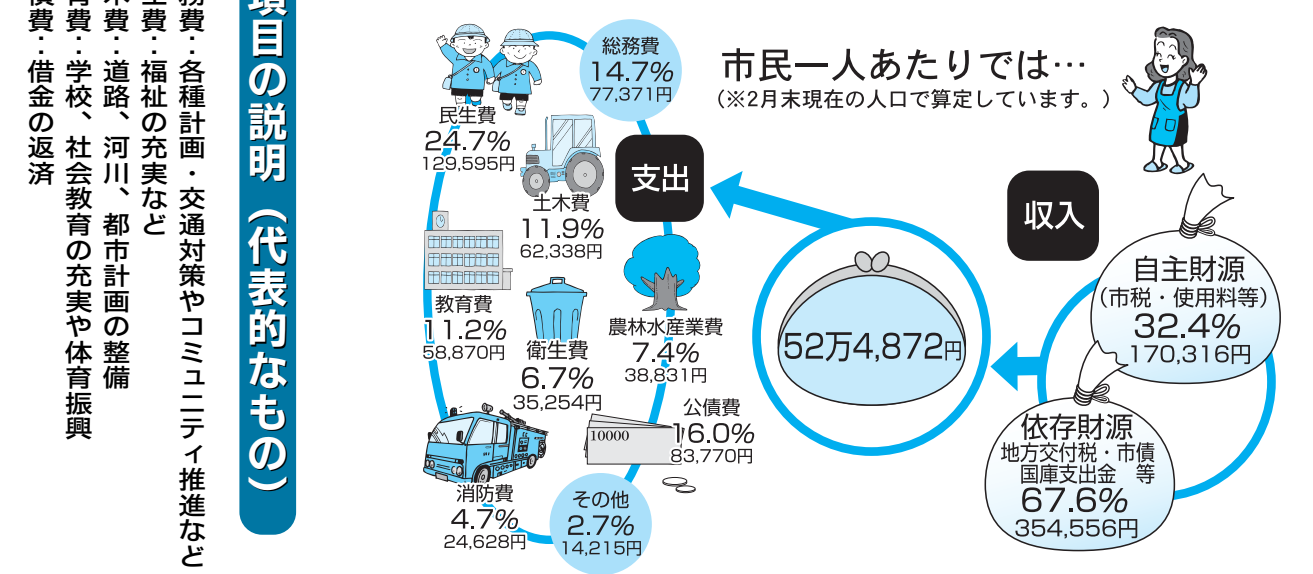 項目の説明（代表的なもの）
務費・各種計画・交通対策やコミュニティ推進など
生費・福祉の充実など
木費・道路、河川、都市計画の整備
育費・学校、社会教育の充実や体育振興
債費・借金の返済
市民一人あたりでは…
（※2月末現在の人口で算定しています。）
収入
自主財源
（市税・使用料等）
32.4%
170,316円
依存財源
地方交付税・市債
国庫支出金　等
67.6%
354,556円
52万4,872円
支出
総務費
14.7%
77,371円
民生費
24.7%
129,595円
土木費
11.9%
62,338円
教育費
11.2%
58,870円
衛生費
6.7%
35,254円
農林水産業費
7.4%
38,831円
公債費
16.0%
83,770円
10000
消防費
4.7%
24,628円
その他
2.7%
14,215円